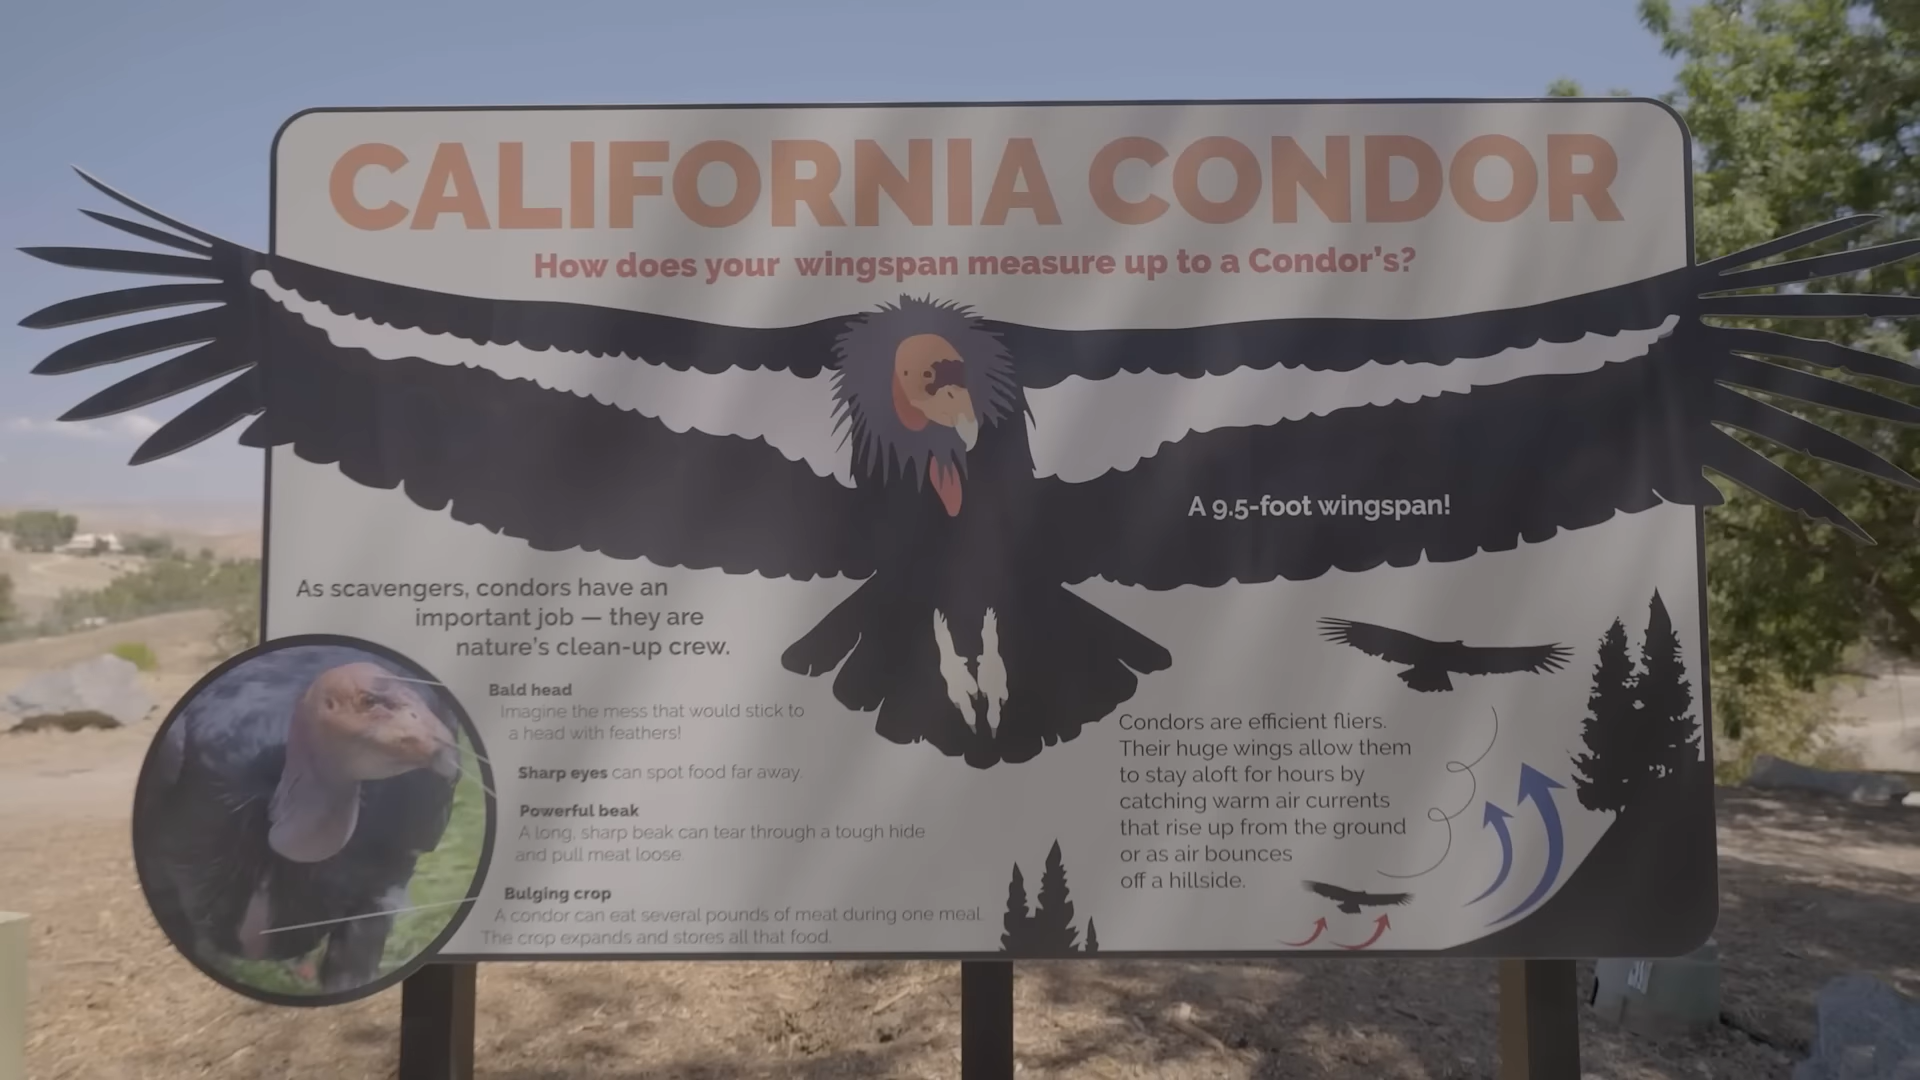 CALIFORNIA CONDOR
How does your wingspan measure up to a Condor's?
A 9.5-foot wingspan!
As scavengers, condors have an
important job — they are
nature's clean-up crew.
Bald head
Imagine the mess that would stick to
a head with feathers!
Sharp eyes can spot food far away.
Powerful beak
A long, sharp beak can tear through a tough hide
and pull meat loose.
Bulging crop
A condor can eat several pounds of meat during one meal.
The crop expands and stores all that food.
Condors are efficient fliers.
Their huge wings allow them
to stay aloft for hours by
catching warm air currents
that rise up from the ground
or as air bounces
off a hillside.